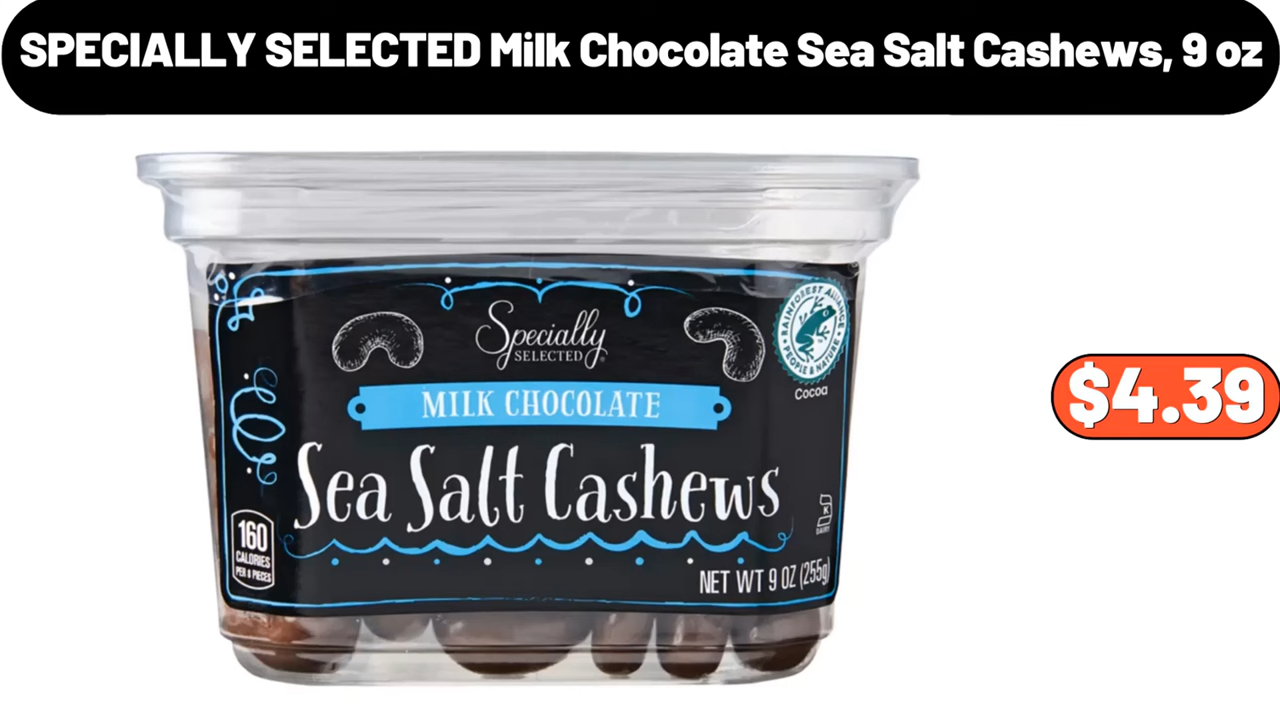 SPECIALLY SELECTED Milk Chocolate Sea Salt Cashews, 9 oz
Specially
SELECTED
MILK CHOCOLATE
Sea Salt Cashews
RAINFOREST ALLIANCE
PEOPLE & NATURE
Cocoa
160
CALORIES
PER 8 PIECES
K
DAIRY
NET WT 9 OZ (255g)
$4.39